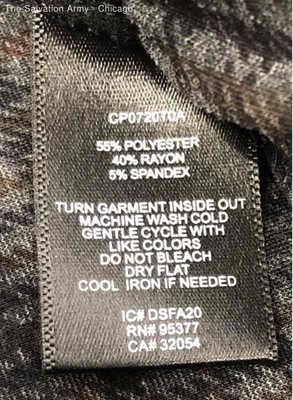 The Salvation Army - Chicago
CP0720T0A
55% POLYESTER
40% RAYON
5% SPANDEX
TURN GARMENT INSIDE OUT
MACHINE WASH COLD
GENTLE CYCLE WITH
LIKE COLORS
DO NOT BLEACH
DRY FLAT
COOL IRON IF NEEDED
IC# DSFA20
RN# 95377
CA# 32054